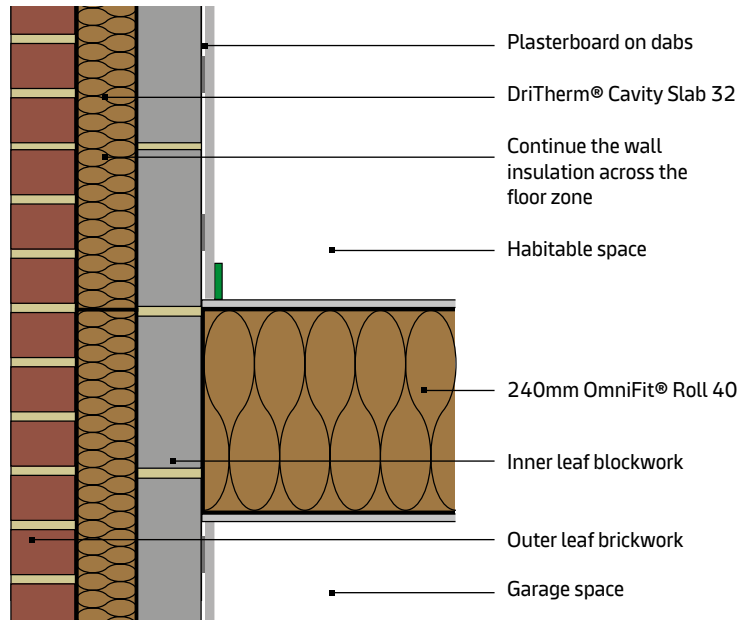 Plasterboard on dabs
DriTherm® Cavity Slab 32
Continue the wall
insulation across the
floor zone
Habitable space
240mm OmniFit® Roll 40
Inner leaf blockwork
Outer leaf brickwork
Garage space